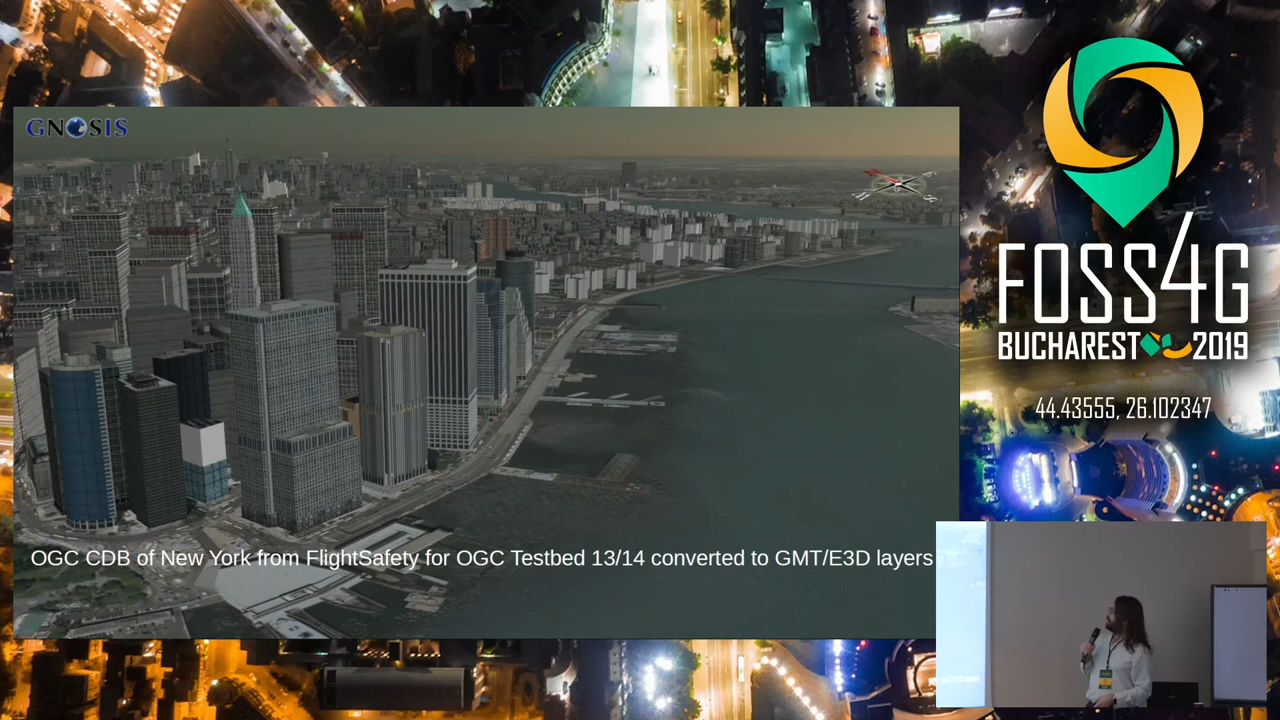 GNOSIS
OGC CDB of New York from FlightSafety for OGC Testbed 13/14 converted to GMT/E3D layers
FOSS4G
BUCHAREST 2019
44.43555, 26.102347